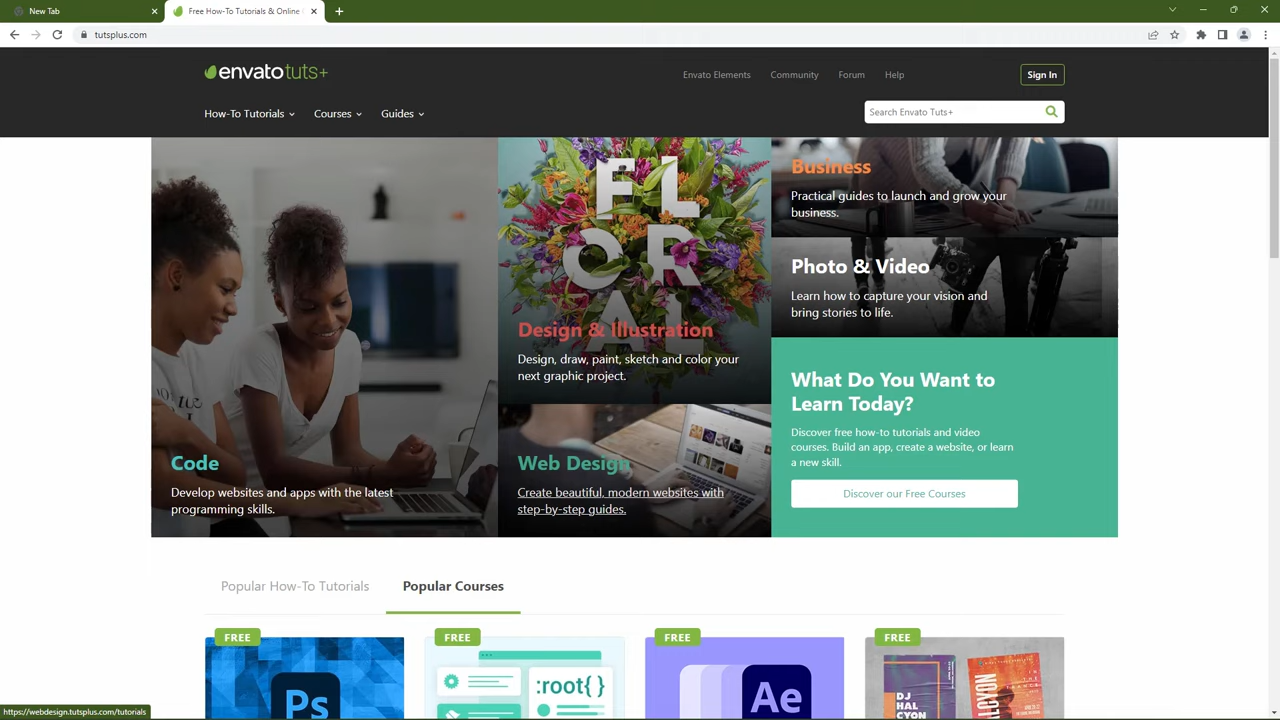 New Tab
Free How-To Tutorials & Online
tutsplus.com
envatotuts+
Envato Elements
Community
Forum
Help
Sign In
How-To Tutorials
Courses
Guides
Search Envato Tuts+
FLORAL
Code
Develop websites and apps with the latest
programming skills.
Design & Illustration
Design, draw, paint, sketch and color your
next graphic project.
Web Design
Create beautiful, modern websites with
step-by-step guides.
Business
Practical guides to launch and grow your
business.
Photo & Video
Learn how to capture your vision and
bring stories to life.
What Do You Want to
Learn Today?
Discover free how-to tutorials and video
courses. Build an app, create a website, or learn
a new skill.
Discover our Free Courses
Popular How-To Tutorials
Popular Courses
FREE
FREE
FREE
FREE
Ps
:root{ }
Ae
DJ
HALCYON
https://webdesign.tutsplus.com/tutorials